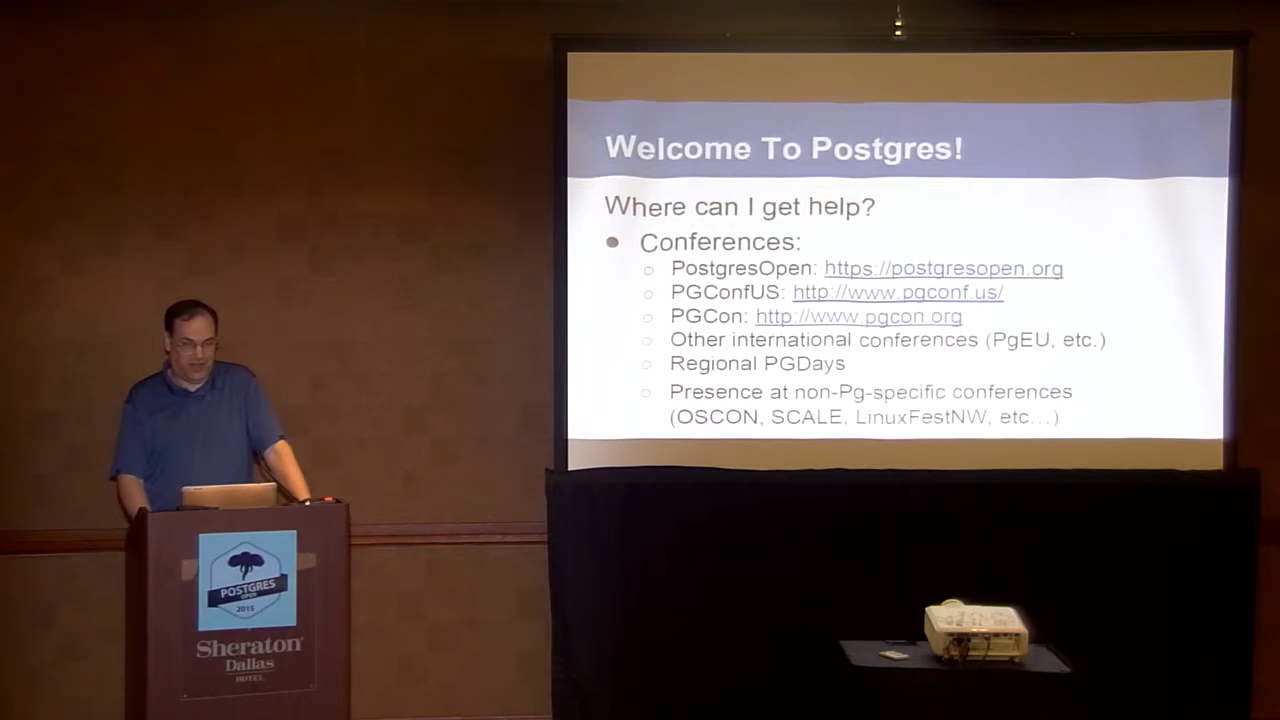 Welcome To Postgres!
Where can I get help?
● Conferences:
○ PostgresOpen: https://postgresopen.org
○ PGConfUS: http://www.pgconf.us/
○ PGCon: http://www.pgcon.org
○ Other international conferences (PgEU, etc.)
○ Regional PGDays
○ Presence at non-Pg-specific conferences
(OSCON, SCALE, LinuxFestNW, etc...)
POSTGRES
OPEN
2015
Sheraton
Dallas
HOTEL